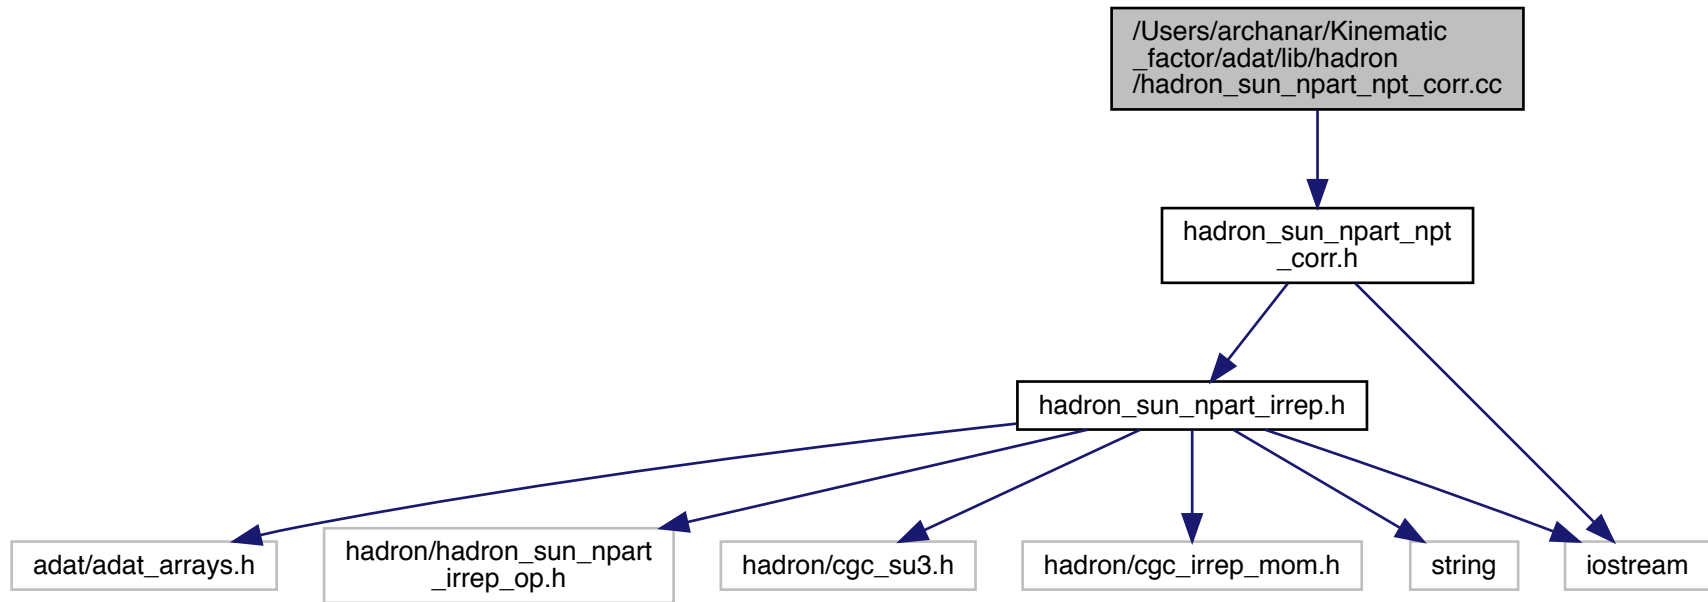 /Users/archanar/Kinematic
_factor/adat/lib/hadron
/hadron_sun_npart_npt_corr.cc
hadron_sun_npart_npt
_corr.h
hadron_sun_npart_irrep.h
adat/adat_arrays.h
hadron/hadron_sun_npart
_irrep_op.h
hadron/cgc_su3.h
hadron/cgc_irrep_mom.h
string
iostream